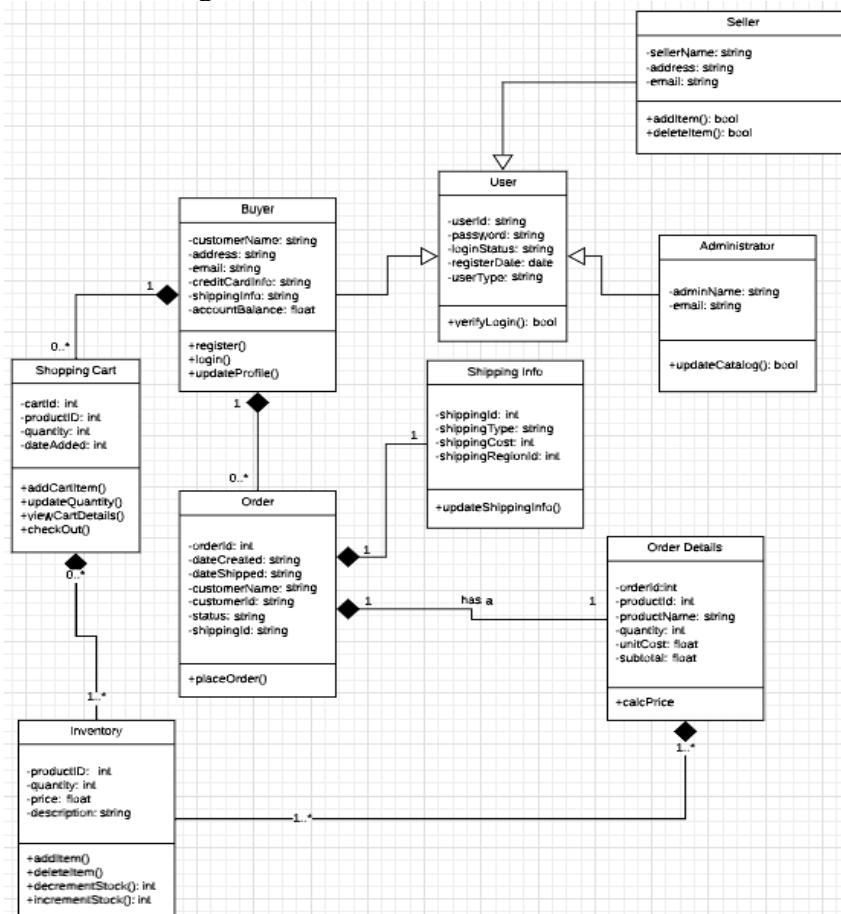 Seller
-sellerName: string
-address: string
-email: string
+addItem(): bool
+deleteItem(): bool
User
-userId: string
-password: string
-loginStatus: string
-registerDate: date
-userType: string
+verifyLogin(): bool
Buyer
-customerName: string
-address: string
-email: string
-creditCardInfo: string
-shippingInfo: string
-accountBalance: float
+register()
+login()
+updateProfile()
Administrator
-adminName: string
-email: string
+updateCatalog(): bool
1
0..*
Shopping Cart
-cartId: int
-productID: int
-quantity: int
-dateAdded: int
+addCartItem()
+updateQuantity()
+viewCartDetails()
+checkOut()
Shipping Info
-shippingId: int
-shippingType: string
-shippingCost: int
-shippingRegionId: int
+updateShippingInfo()
1
0..*
1
1
Order
-orderId: int
-dateCreated: string
-dateShipped: string
-customerName: string
-customerId: string
-status: string
-shippingId: string
+placeOrder()
1
has a
1
Order Details
-orderId:int
-productId: int
-productName: string
-quantity: int
-unitCost: float
-subtotal: float
+calcPrice
0..*
1..*
Inventory
-productID: int
-quantity: int
-price: float
-description: string
+addItem()
+deleteItem()
+decrementStock(): int
+incrementStock(): int
1..*
1..*